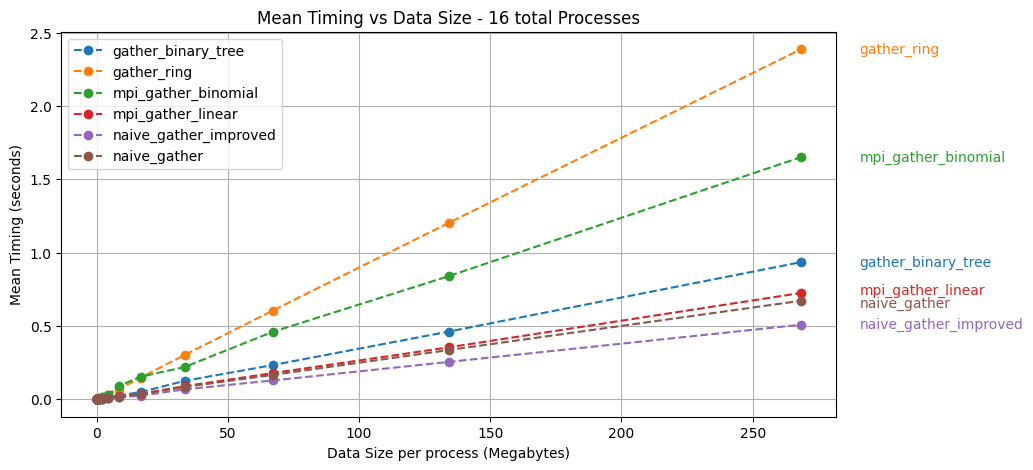 Mean Timing vs Data Size - 16 total Processes
gather_binary_tree
gather_ring
mpi_gather_binomial
mpi_gather_linear
naive_gather_improved
naive_gather
2.5
2.0
1.5
1.0
0.5
0.0
Mean Timing (seconds)
0 50 100 150 200 250
Data Size per process (Megabytes)
gather_ring
mpi_gather_binomial
gather_binary_tree
mpi_gather_linear
naive_gather
naive_gather_improved